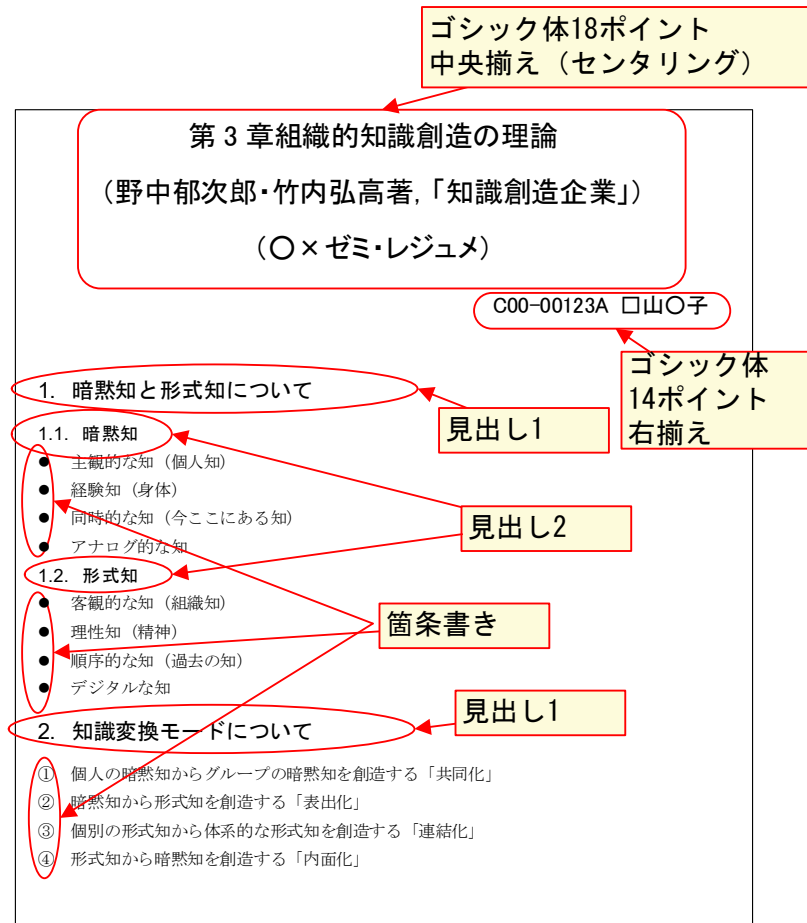 ゴシック体18ポイント
中央揃え（センタリング）
第 3 章組織的知識創造の理論
（野中郁次郎・竹内弘高著，「知識創造企業」）
（〇×ゼミ・レジュメ）
C00-00123A 口山〇子
ゴシック体
14ポイント
右揃え
1. 暗黙知と形式知について
見出し1
1.1. 暗黙知
● 主観的な知（個人知）
● 経験知（身体）
● 同時的な知（今ここにある知）
● アナログ的な知
見出し2
1.2. 形式知
● 客観的な知（組織知）
● 理性知（精神）
● 順序的な知（過去の知）
● デジタルな知
箇条書き
見出し1
2. 知識変換モードについて
① 個人の暗黙知からグループの暗黙知を創造する「共同化」
② 暗黙知から形式知を創造する「表出化」
③ 個別の形式知から体系的な形式知を創造する「連結化」
④ 形式知から暗黙知を創造する「内面化」